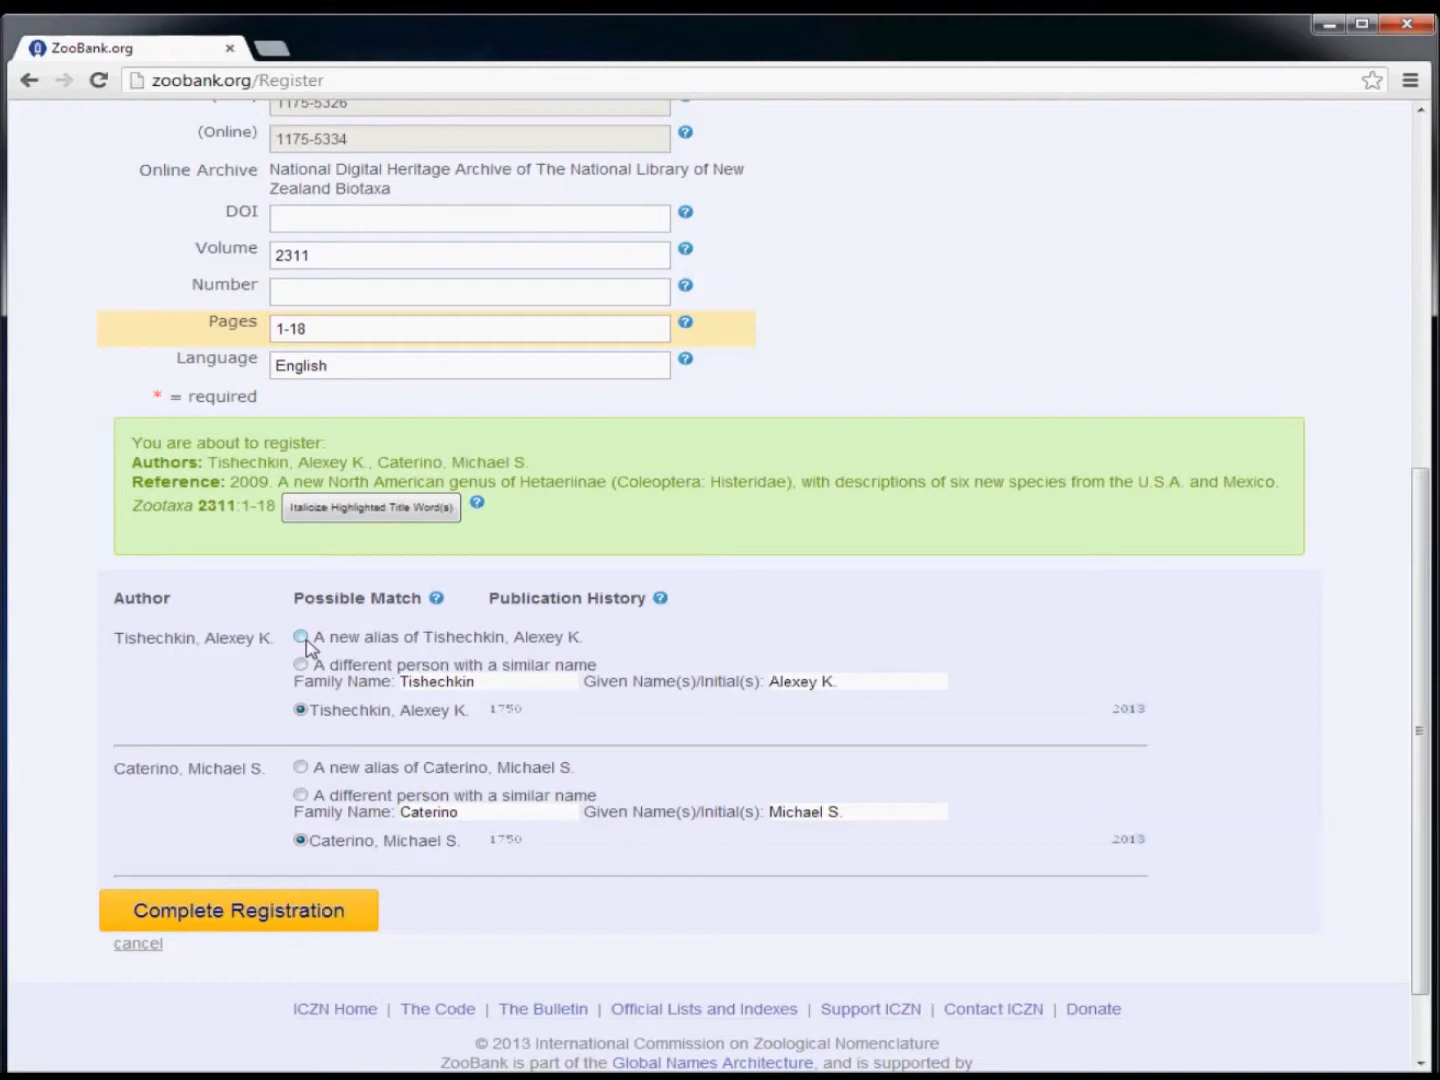 ZooBank.org
zoobank.org/Register
1175-5326
(Online) 1175-5334
Online Archive National Digital Heritage Archive of The National Library of New
Zealand Biotaxa
DOI
Volume 2311
Number
Pages 1-18
Language English
* = required
You are about to register:
Authors: Tishechkin, Alexey K., Caterino, Michael S.
Reference: 2009. A new North American genus of Hetaeriinae (Coleoptera: Histeridae), with descriptions of six new species from the U.S.A. and Mexico.
Zootaxa 2311:1-18 Italicize Highlighted Title Word(s)
Author Possible Match Publication History
Tishechkin, Alexey K. A new alias of Tishechkin, Alexey K.
A different person with a similar name
Family Name: Tishechkin Given Name(s)/Initial(s): Alexey K.
Tishechkin, Alexey K. 1750 2013
Caterino, Michael S. A new alias of Caterino, Michael S.
A different person with a similar name
Family Name: Caterino Given Name(s)/Initial(s): Michael S.
Caterino, Michael S. 1750 2013
Complete Registration
cancel
ICZN Home | The Code | The Bulletin | Official Lists and Indexes | Support ICZN | Contact ICZN | Donate
© 2013 International Commission on Zoological Nomenclature
ZooBank is part of the Global Names Architecture, and is supported by